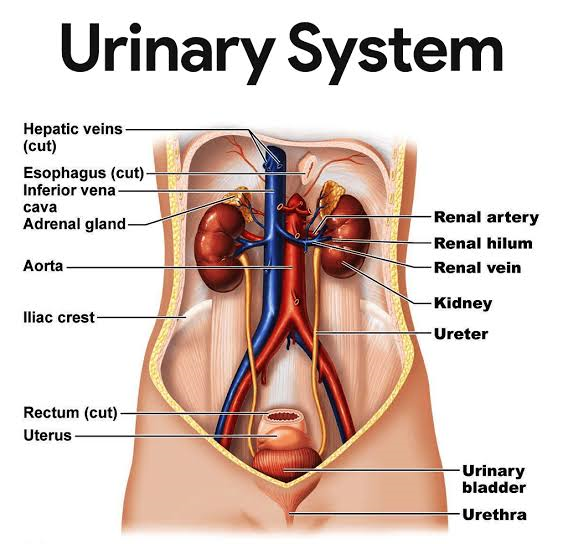 Urinary System
Hepatic veins
(cut)
Esophagus (cut)
Inferior vena
cava
Adrenal gland
Aorta
Iliac crest
Rectum (cut)
Uterus
Renal artery
Renal hilum
Renal vein
Kidney
Ureter
Urinary
bladder
Urethra